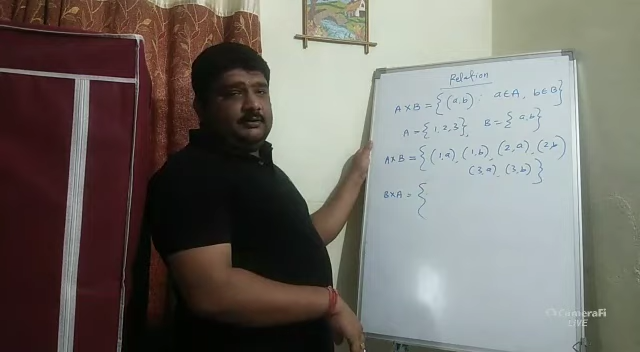 Relation
A×B = {(a,b) : a∈A, b∈B}
A = {1,2,3}, B = {a,b}
A×B = {(1,a), (1,b), (2,a), (2,b)
(3,a), (3,b)}
B×A = {
CameraFi
LIVE